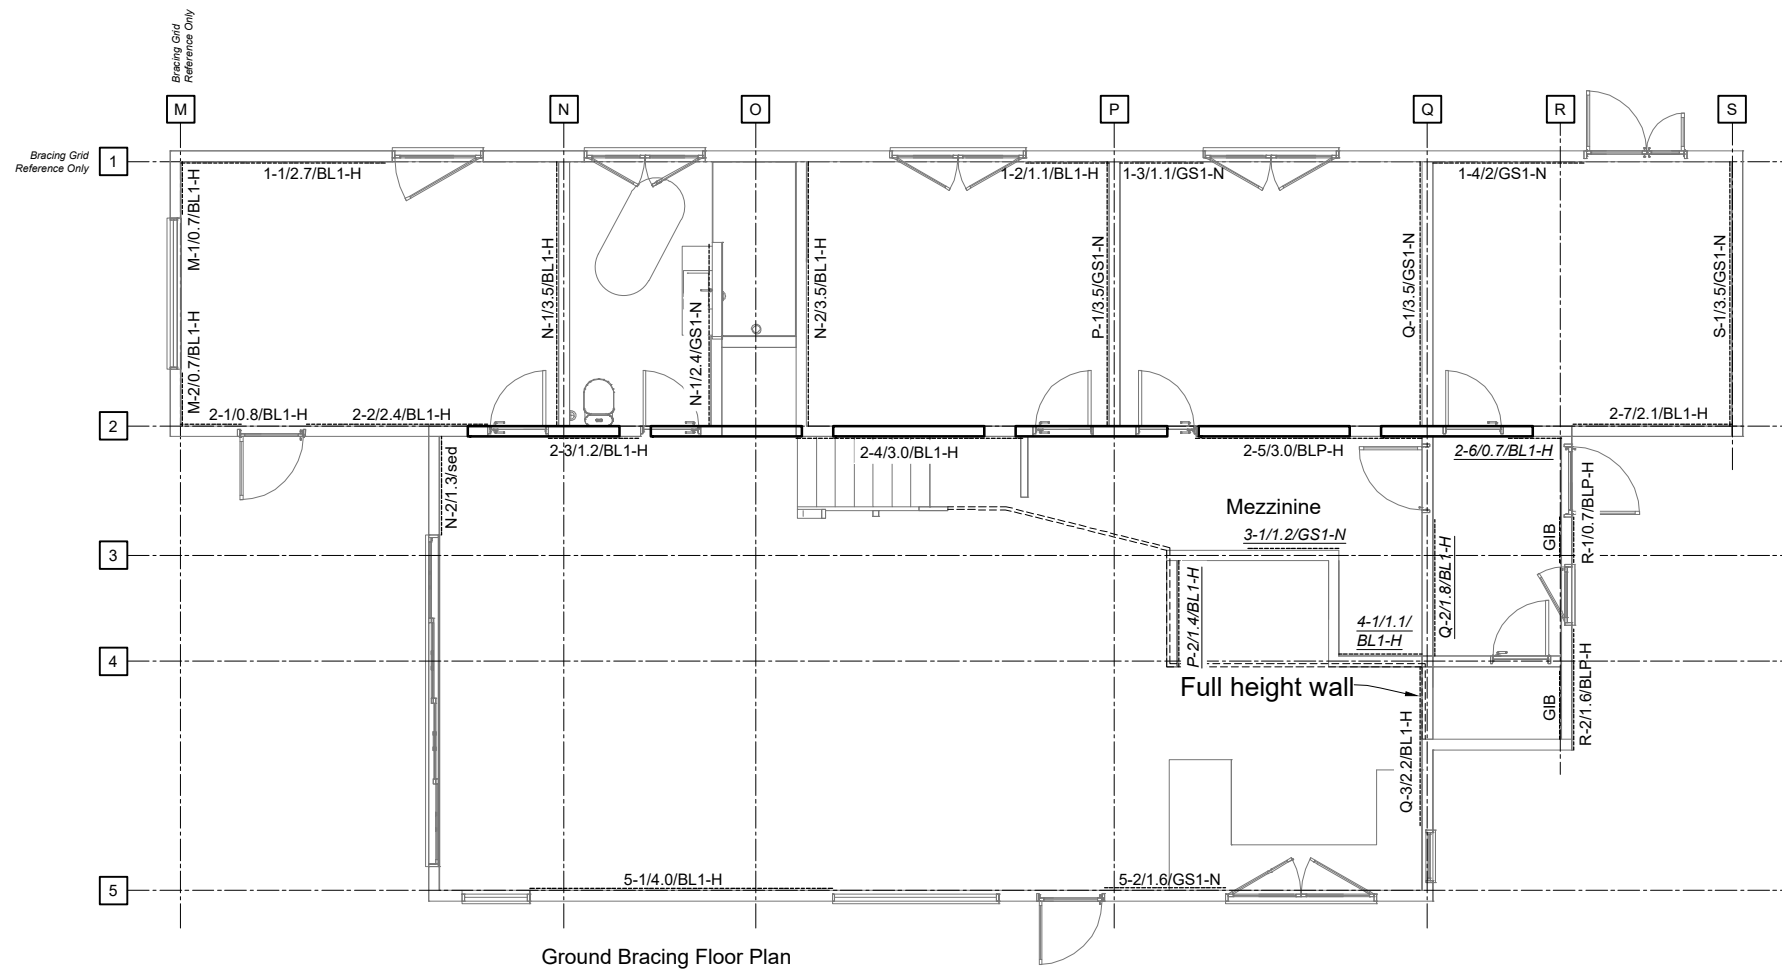 Bracing Grid
Reference Only
M
N
O
P
Q
R
S
Bracing Grid
Reference Only
1
1-1/2.7/BL1-H
1-2/1.1/BL1-H
1-3/1.1/GS1-N
1-4/2/GS1-N
M-1/0.7/BL1-H
M-2/0.7/BL1-H
N-1/3.5/BL1-H
N-1/2.4/GS1-N
N-2/3.5/BL1-H
P-1/3.5/GS1-N
Q-1/3.5/GS1-N
S-1/3.5/GS1-N
2
2-1/0.8/BL1-H
2-2/2.4/BL1-H
2-7/2.1/BL1-H
2-3/1.2/BL1-H
2-4/3.0/BL1-H
2-5/3.0/BLP-H
2-6/0.7/BL1-H
N-2/1.3/sed
Mezzinine
3-1/1.2/GS1-N
3
GIB
R-1/0.7/BLP-H
Q-2/1.8/BL1-H
P-2/1.4/BL1-H
4-1/1.1/
BL1-H
4
Full height wall
GIB
R-2/1.6/BLP-H
Q-3/2.2/BL1-H
5
5-1/4.0/BL1-H
5-2/1.6/GS1-N
Ground Bracing Floor Plan